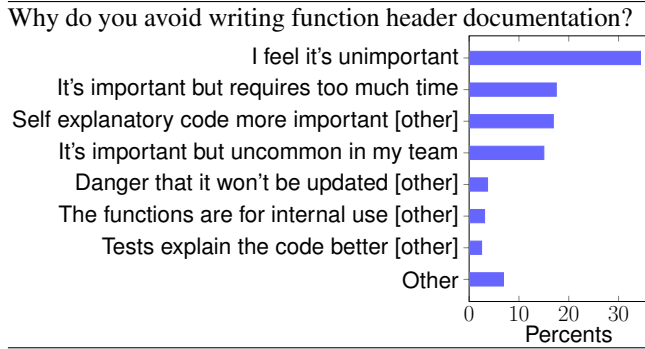 Why do you avoid writing function header documentation?
I feel it's unimportant
It's important but requires too much time
Self explanatory code more important [other]
It's important but uncommon in my team
Danger that it won't be updated [other]
The functions are for internal use [other]
Tests explain the code better [other]
Other
0 10 20 30
Percents